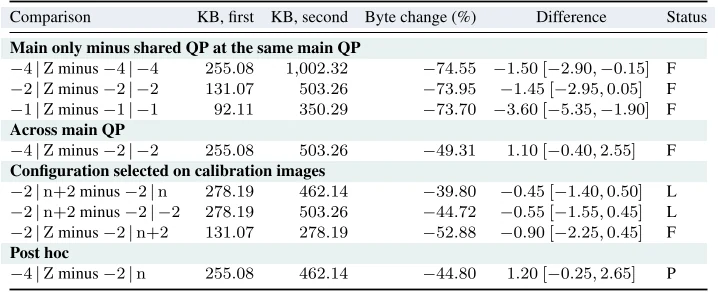 Comparison KB, first KB, second Byte change (%) Difference Status
Main only minus shared QP at the same main QP
−4 | Z minus −4 | −4 255.08 1,002.32 −74.55 −1.50 [−2.90, −0.15] F
−2 | Z minus −2 | −2 131.07 503.26 −73.95 −1.45 [−2.95, 0.05] F
−1 | Z minus −1 | −1 92.11 350.29 −73.70 −3.60 [−5.35, −1.90] F
Across main QP
−4 | Z minus −2 | −2 255.08 503.26 −49.31 1.10 [−0.40, 2.55] F
Configuration selected on calibration images
−2 | n+2 minus −2 | n 278.19 462.14 −39.80 −0.45 [−1.40, 0.50] L
−2 | n+2 minus −2 | −2 278.19 503.26 −44.72 −0.55 [−1.55, 0.45] L
−2 | Z minus −2 | n+2 131.07 278.19 −52.88 −0.90 [−2.25, 0.45] F
Post hoc
−4 | Z minus −2 | n 255.08 462.14 −44.80 1.20 [−0.25, 2.65] P